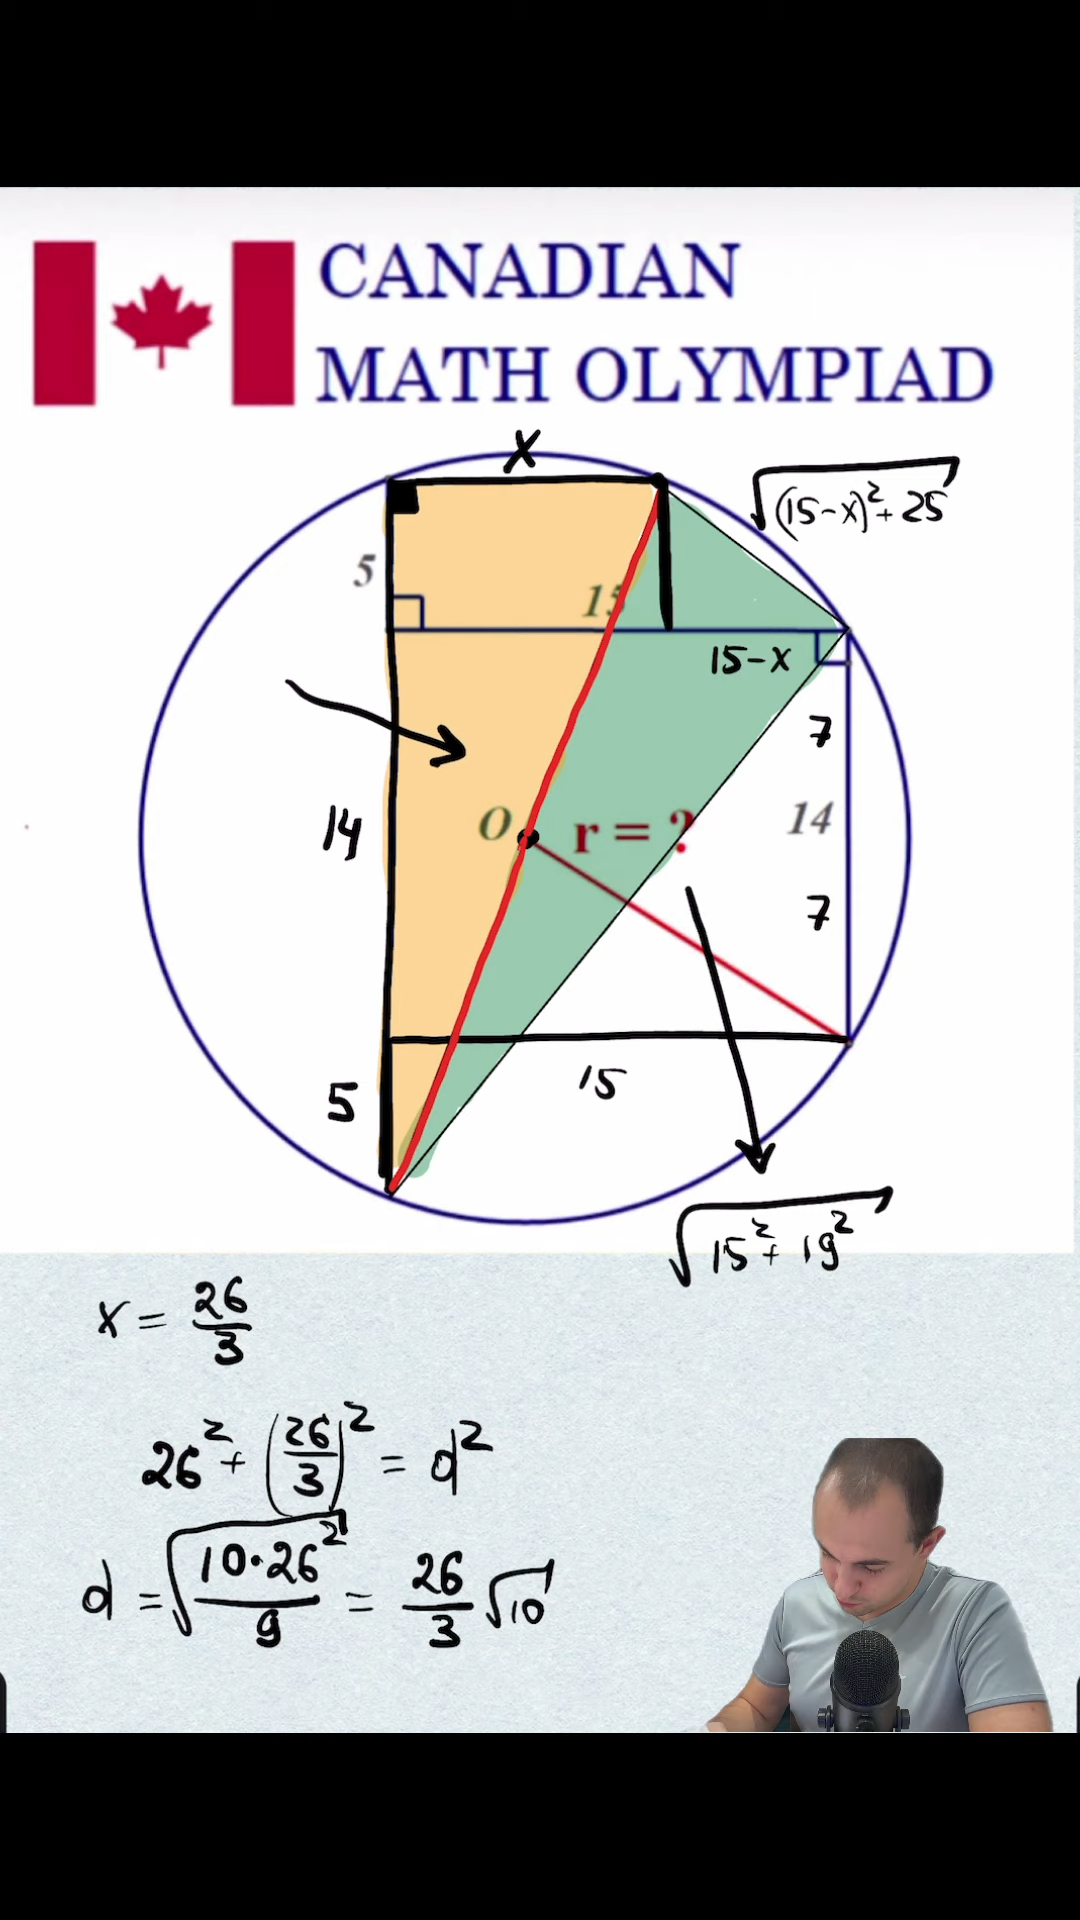 CANADIAN
MATH OLYMPIAD
x
√(15-x)²+25
5
15
15-x
7
14
O
r = ?
14
7
5
15
√15²+19²
x = 26/3
26² + (26/3)² = d²
d = √10·26²/9 = 26/3 √10